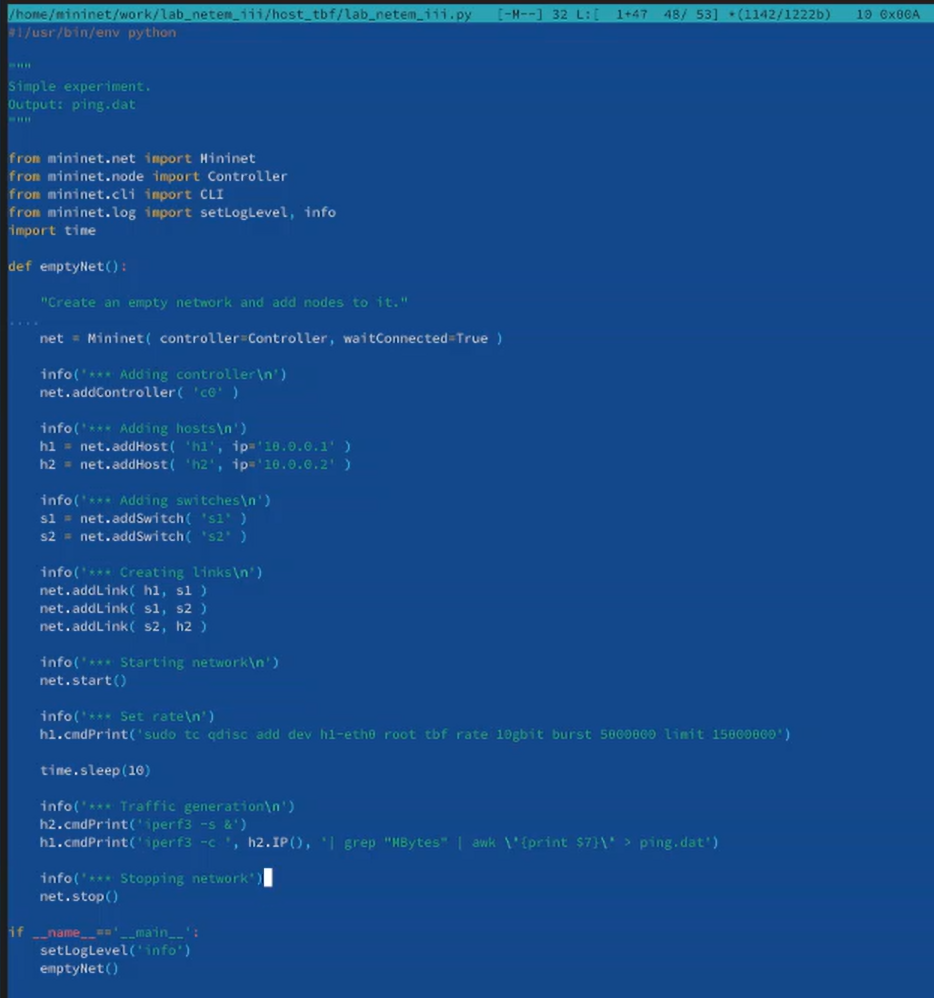 /home/mininet/work/lab_netem_iii/host_tbf/lab_netem_iii.py [-M--] 32 L:[ 1+47 48/ 53] *(1142/1222b) 10 0x00A
#!/usr/bin/env python
"""
Simple experiment.
Output: ping.dat
"""
from mininet.net import Mininet
from mininet.node import Controller
from mininet.cli import CLI
from mininet.log import setLogLevel, info
import time
def emptyNet():
"Create an empty network and add nodes to it."
....
net = Mininet( controller=Controller, waitConnected=True )
info('*** Adding controller\n')
net.addController( 'c0' )
info('*** Adding hosts\n')
h1 = net.addHost( 'h1', ip='10.0.0.1' )
h2 = net.addHost( 'h2', ip='10.0.0.2' )
info('*** Adding switches\n')
s1 = net.addSwitch( 's1' )
s2 = net.addSwitch( 's2' )
info('*** Creating links\n')
net.addLink( h1, s1 )
net.addLink( s1, s2 )
net.addLink( s2, h2 )
info('*** Starting network\n')
net.start()
info('*** Set rate\n')
h1.cmdPrint('sudo tc qdisc add dev h1-eth0 root tbf rate 10gbit burst 5000000 limit 15000000')
time.sleep(10)
info('*** Traffic generation\n')
h2.cmdPrint('iperf3 -s &')
h1.cmdPrint('iperf3 -c ', h2.IP(), '| grep "MBytes" | awk \'{print $7}\' > ping.dat')
info('*** Stopping network')
net.stop()
if __name__=='__main__':
setLogLevel('info')
emptyNet()